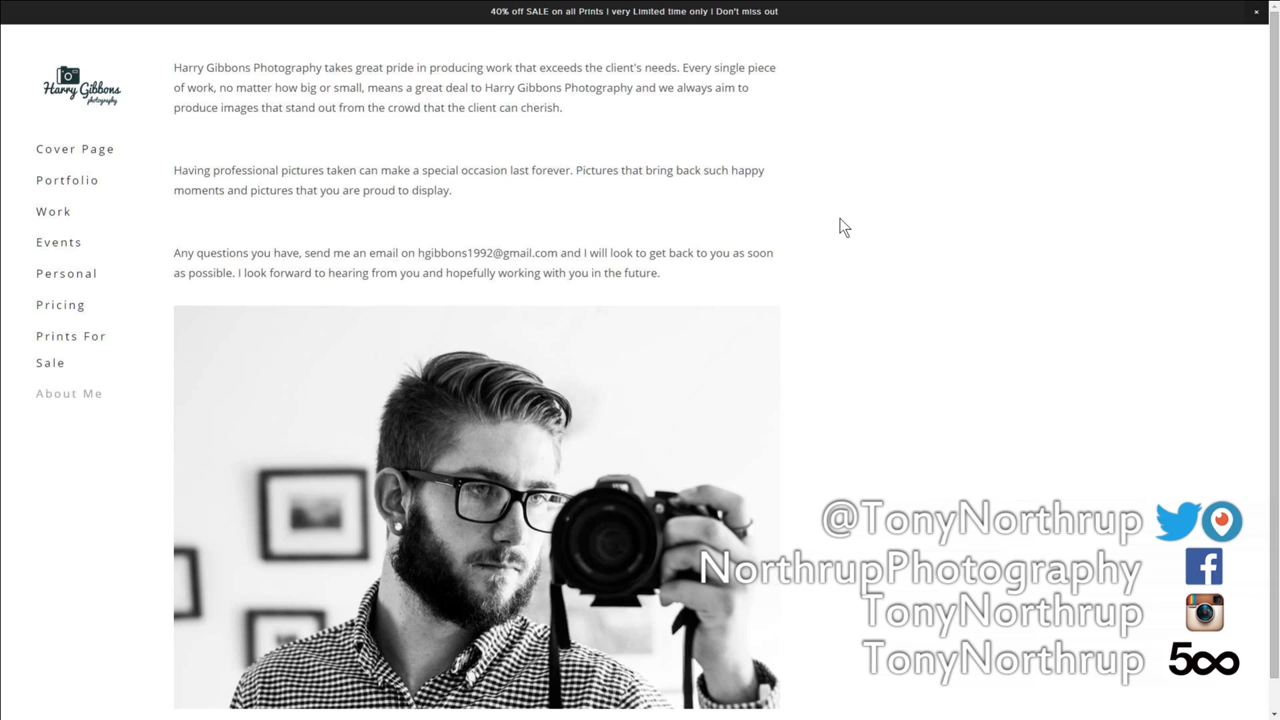 40% off SALE on all Prints | very Limited time only | Don't miss out
×
Harry Gibbons
photography
Cover Page
Portfolio
Work
Events
Personal
Pricing
Prints For
Sale
About Me
Harry Gibbons Photography takes great pride in producing work that exceeds the client's needs. Every single piece
of work, no matter how big or small, means a great deal to Harry Gibbons Photography and we always aim to
produce images that stand out from the crowd that the client can cherish.
Having professional pictures taken can make a special occasion last forever. Pictures that bring back such happy
moments and pictures that you are proud to display.
Any questions you have, send me an email on hgibbons1992@gmail.com and I will look to get back to you as soon
as possible. I look forward to hearing from you and hopefully working with you in the future.
@TonyNorthrup
NorthrupPhotography
TonyNorthrup
TonyNorthrup 500